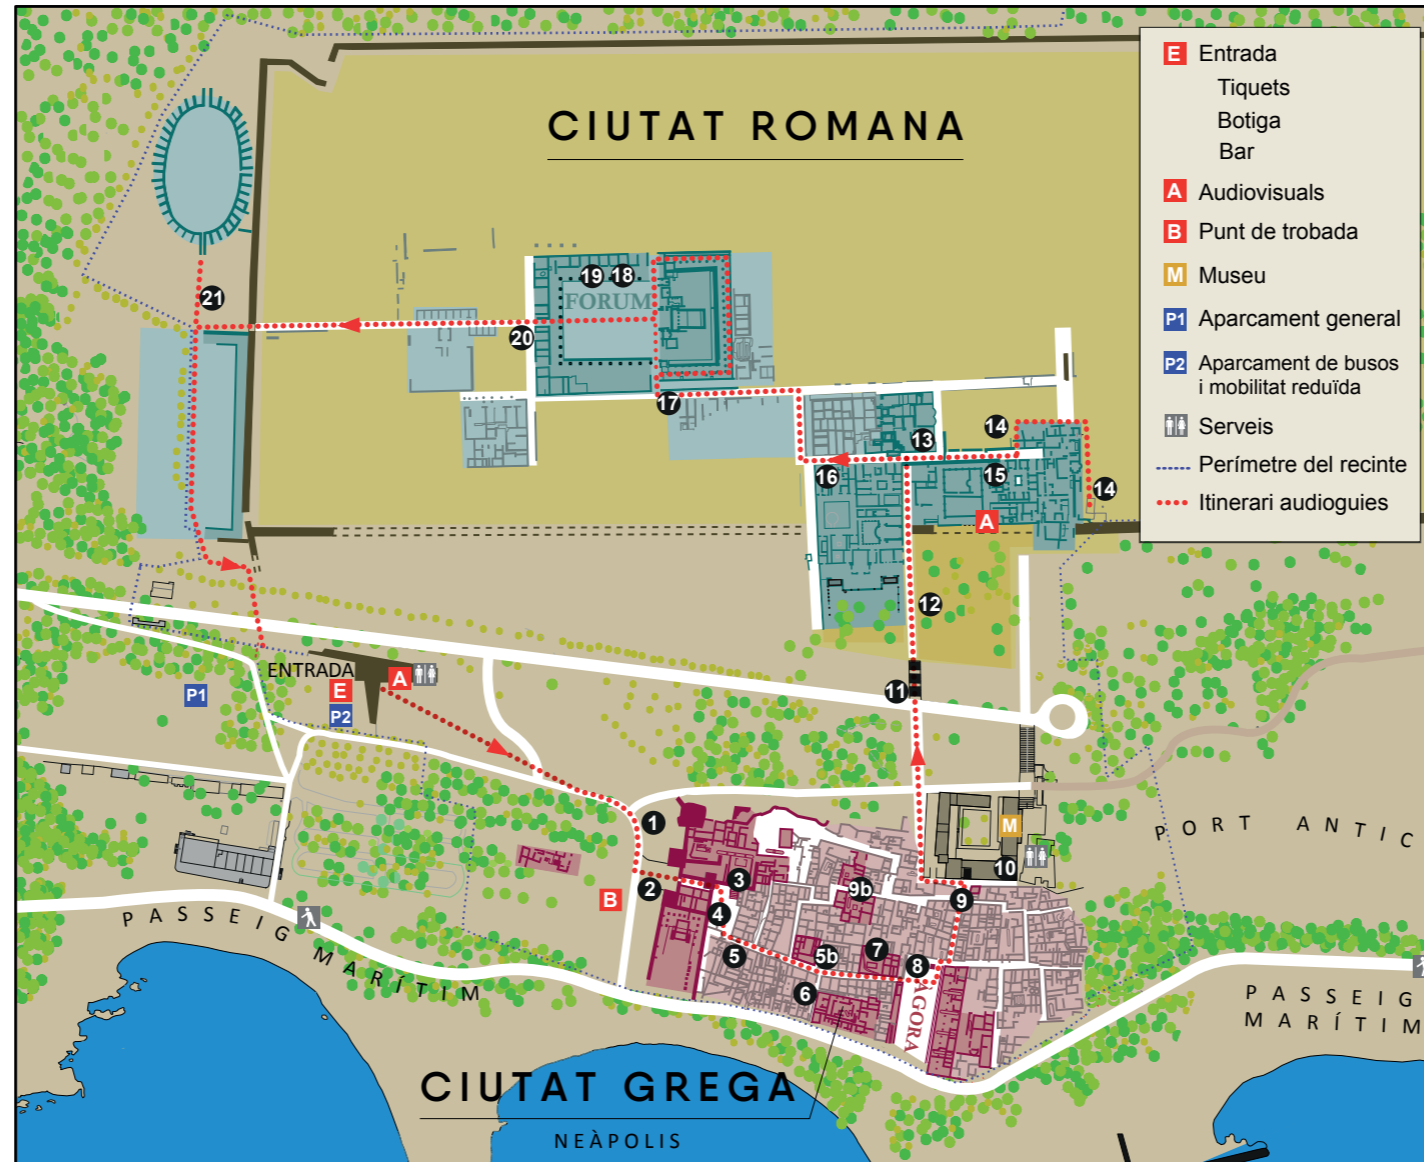 CIUTAT ROMANA
E Entrada
Tiquets
Botiga
Bar
A Audiovisuals
B Punt de trobada
M Museu
P1 Aparcament general
P2 Aparcament de busos
i mobilitat reduïda
Serveis
Perímetre del recinte
Itinerari audioguies
19 18
FORUM
21
20
17
13
14
16
15
14
A
12
11
ENTRADA
E
A
P1
P2
1
M
10
PORT ANTIC
2
3
9b
9
B
4
5
5b
7
8
6
ÀGORA
PASSEIG MARÍTIM
PASSEIG
MARÍTIM
CIUTAT GREGA
NEÀPOLIS